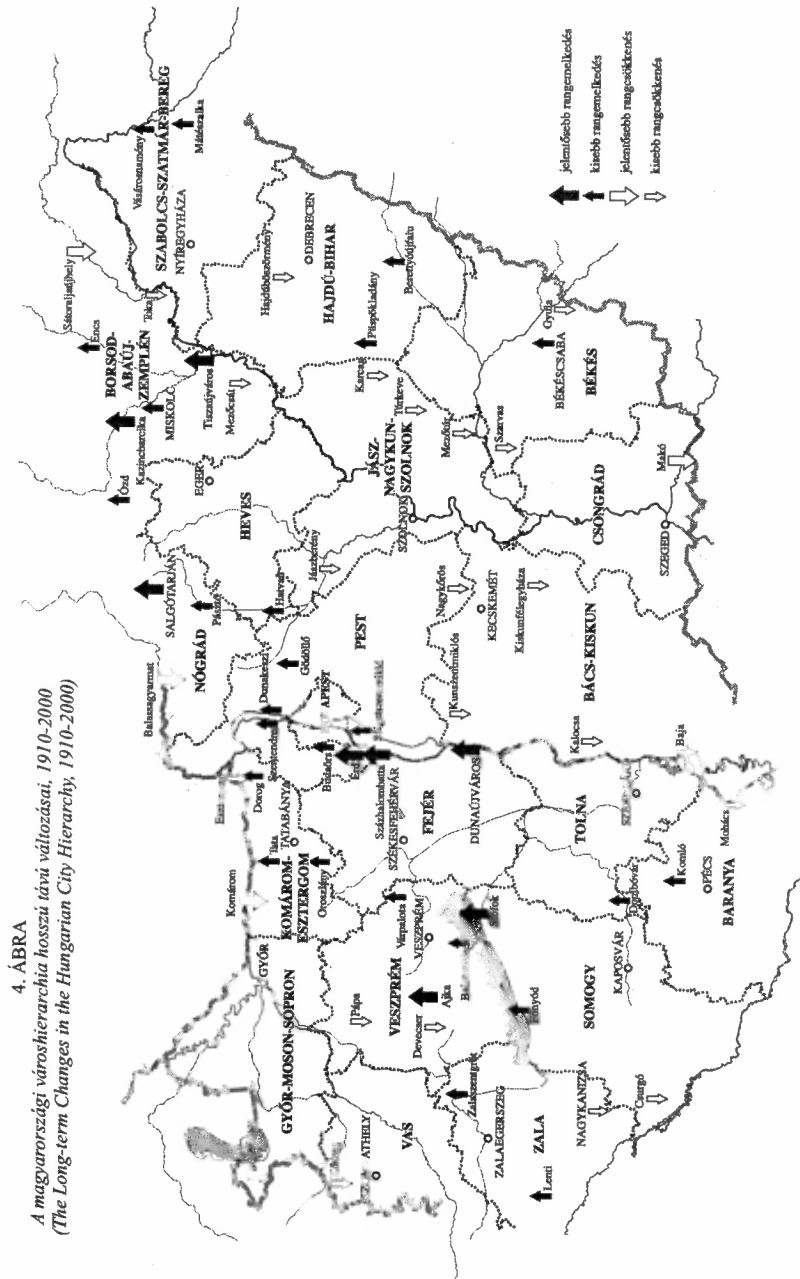 4. ÁBRA
A magyarországi városhierarchia hosszú távú változásai, 1910-2000
(The Long-term Changes in the Hungarian City Hierarchy, 1910-2000)
GYŐR-MOSON-SOPRON
GYŐR
VAS
Pápa
Devecser
VESZPRÉM
Ajka
VESZPRÉM
Várpalota
Zalaszentgrót
ZALAEGERSZEG
ZALA
Lenti
NAGYKANIZSA
Csurgó
SOMOGY
KAPOSVÁR
Komárom
Tata
TATABÁNYA
KOMÁROM-
ESZTERGOM
Oroszlány
Dorog
Szentendre
Dunakeszi
Budaörs
Érd
Százhalombatta
SZÉKESFEHÉRVÁR
FEJÉR
DUNAÚJVÁROS
TOLNA
Dombóvár
Komló
PÉCS
BARANYA
Mohács
Baja
Kalocsa
BÁCS-KISKUN
Kunszentmiklós
Kiskunfélegyháza
KECSKEMÉT
Nagykőrös
PEST
Gödöllő
Hatvan
Jászberény
Balassagyarmat
NÓGRÁD
Pásztó
SALGÓTARJÁN
HEVES
EGER
Ózd
Kazincbarcika
MISKOLC
BORSOD-
ABAÚJ-
ZEMPLÉN
Encs
Sátoraljaújhely
Tokaj
Tiszaújváros
Mezőcsát
Vásárosnamény
SZABOLCS-SZATMÁR-BEREG
Mátészalka
NYÍREGYHÁZA
Hajdúböszörmény
DEBRECEN
HAJDÚ-BIHAR
Püspökladány
Berettyóújfalu
Karcag
Túrkeve
JÁSZ-
NAGYKUN-
SZOLNOK
SZOLNOK
Mezőtúr
Szarvas
Gyula
BÉKÉSCSABA
BÉKÉS
CSONGRÁD
Makó
SZEGED
jelentősebb rangemelkedés
kisebb rangemelkedés
jelentősebb rangcsökkenés
kisebb rangcsökkenés